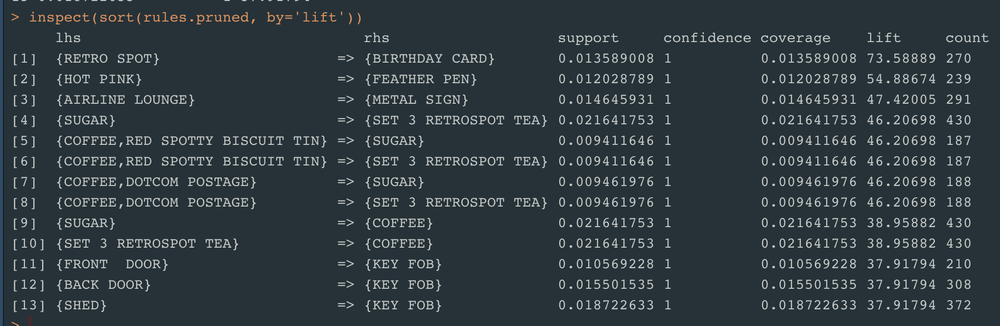 > inspect(sort(rules.pruned, by='lift'))
lhs rhs support confidence coverage lift count
[1] {RETRO SPOT} => {BIRTHDAY CARD} 0.013589008 1 0.013589008 73.58889 270
[2] {HOT PINK} => {FEATHER PEN} 0.012028789 1 0.012028789 54.88674 239
[3] {AIRLINE LOUNGE} => {METAL SIGN} 0.014645931 1 0.014645931 47.42005 291
[4] {SUGAR} => {SET 3 RETROSPOT TEA} 0.021641753 1 0.021641753 46.20698 430
[5] {COFFEE,RED SPOTTY BISCUIT TIN} => {SUGAR} 0.009411646 1 0.009411646 46.20698 187
[6] {COFFEE,RED SPOTTY BISCUIT TIN} => {SET 3 RETROSPOT TEA} 0.009411646 1 0.009411646 46.20698 187
[7] {COFFEE,DOTCOM POSTAGE} => {SUGAR} 0.009461976 1 0.009461976 46.20698 188
[8] {COFFEE,DOTCOM POSTAGE} => {SET 3 RETROSPOT TEA} 0.009461976 1 0.009461976 46.20698 188
[9] {SUGAR} => {COFFEE} 0.021641753 1 0.021641753 38.95882 430
[10] {SET 3 RETROSPOT TEA} => {COFFEE} 0.021641753 1 0.021641753 38.95882 430
[11] {FRONT  DOOR} => {KEY FOB} 0.010569228 1 0.010569228 37.91794 210
[12] {BACK DOOR} => {KEY FOB} 0.015501535 1 0.015501535 37.91794 308
[13] {SHED} => {KEY FOB} 0.018722633 1 0.018722633 37.91794 372
>